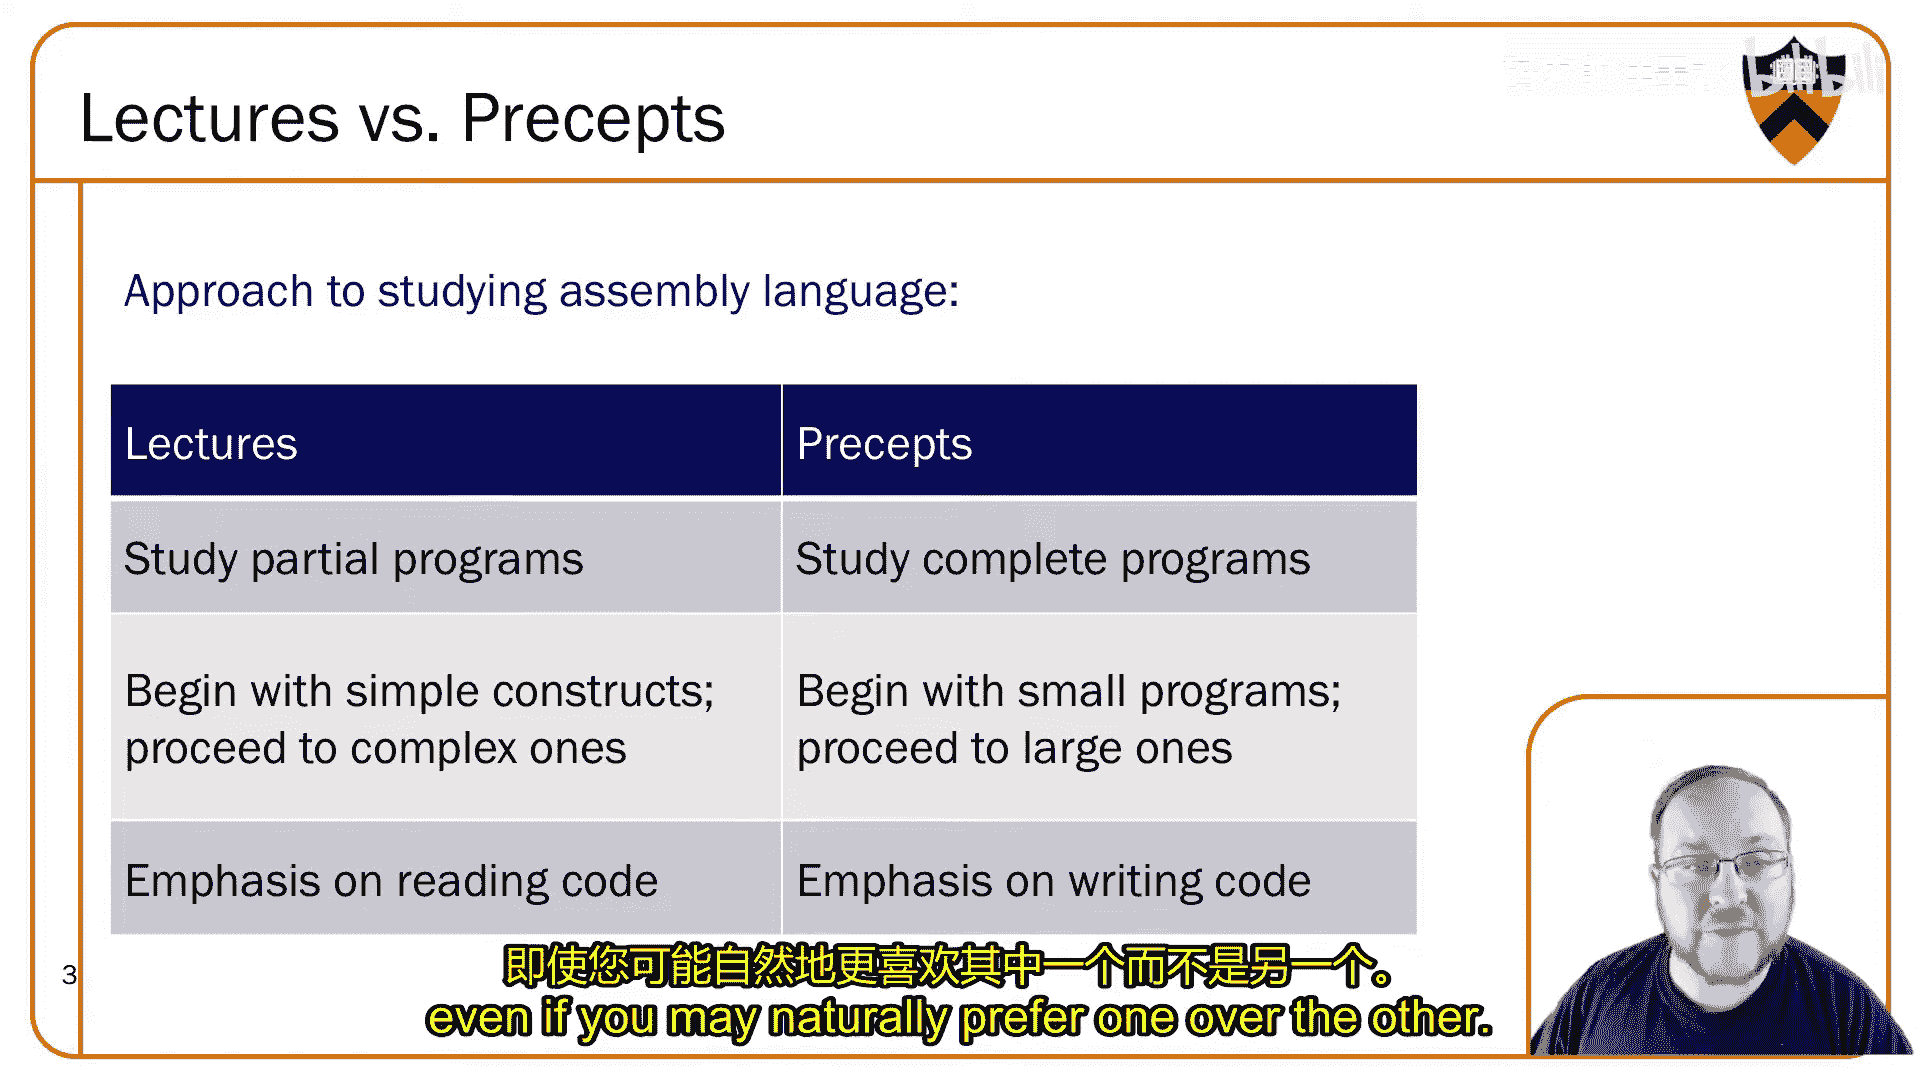 Lectures vs. Precepts
bilibili
Approach to studying assembly language:
Lectures
Precepts
Study partial programs
Study complete programs
Begin with simple constructs;
proceed to complex ones
Begin with small programs;
proceed to large ones
Emphasis on reading code
Emphasis on writing code
3
即使您可能自然地更喜欢其中一个而不是另一个。
even if you may naturally prefer one over the other.